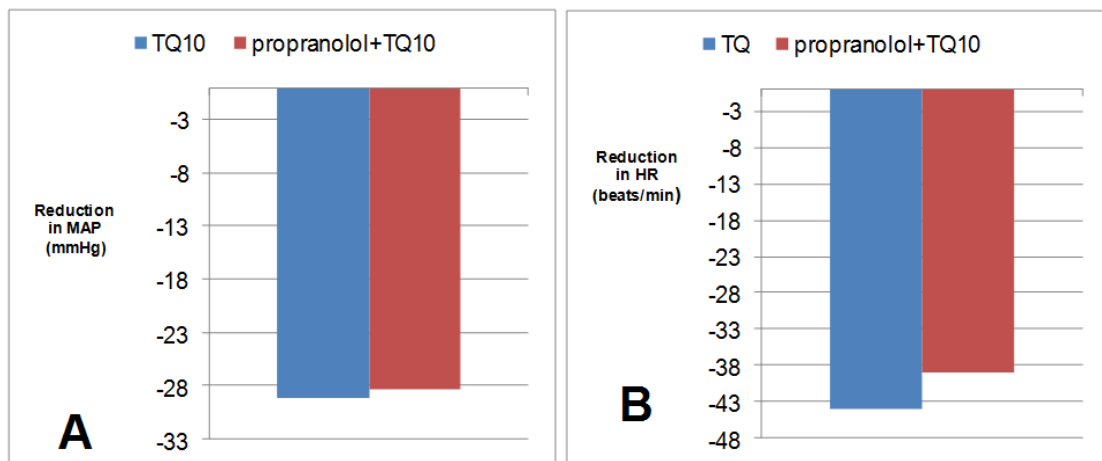 TQ10 propranolol+TQ10
-3
-8
Reduction
in MAP
(mmHg)
-13
-18
-23
-28
-33
A
TQ propranolol+TQ10
-3
-8
Reduction
in HR
(beats/min)
-13
-18
-23
-28
-33
-38
-43
-48
B